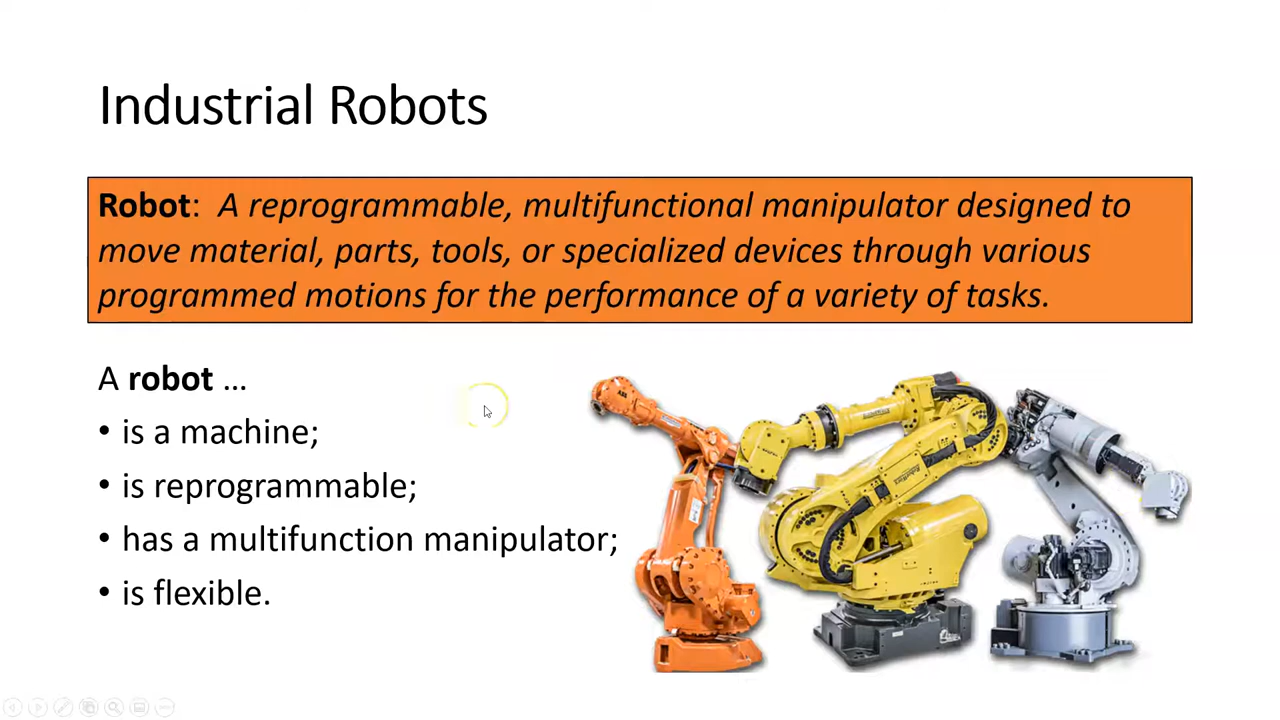 Industrial Robots
Robot: A reprogrammable, multifunctional manipulator designed to
move material, parts, tools, or specialized devices through various
programmed motions for the performance of a variety of tasks.
A robot ...
• is a machine;
• is reprogrammable;
• has a multifunction manipulator;
• is flexible.
ABB